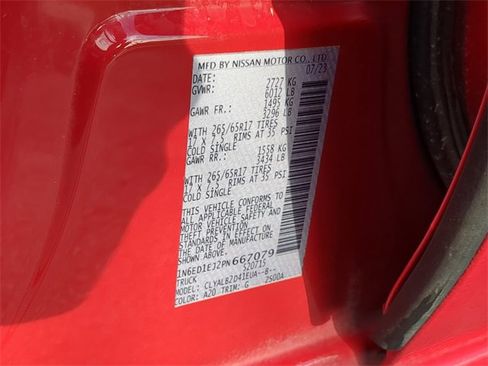 MFD BY NISSAN MOTOR CO., LTD
DATE: 07/23
GVWR: 2727 KG
6012 LB
GAWR FR.: 1495 KG
3296 LB
WITH 265/65R17 TIRES
17 X 7.5 RIMS AT 35 PSI
COLD SINGLE
GAWR RR.: 1558 KG
3434 LB
WITH 265/65R17 TIRES
17 X 7.5 RIMS AT 35 PSI
COLD SINGLE
THIS VEHICLE CONFORMS TO
ALL APPLICABLE FEDERAL
MOTOR VEHICLE SAFETY AND
THEFT PREVENTION
STANDARDS IN EFFECT ON
THE DATE OF MANUFACTURE
SHOWN ABOVE.
1N6ED1EJ2PN667079
TRUCK 520715
MODEL: CLYALB2D41EUA--B--
COLOR: A20 TRIM: G 2500A